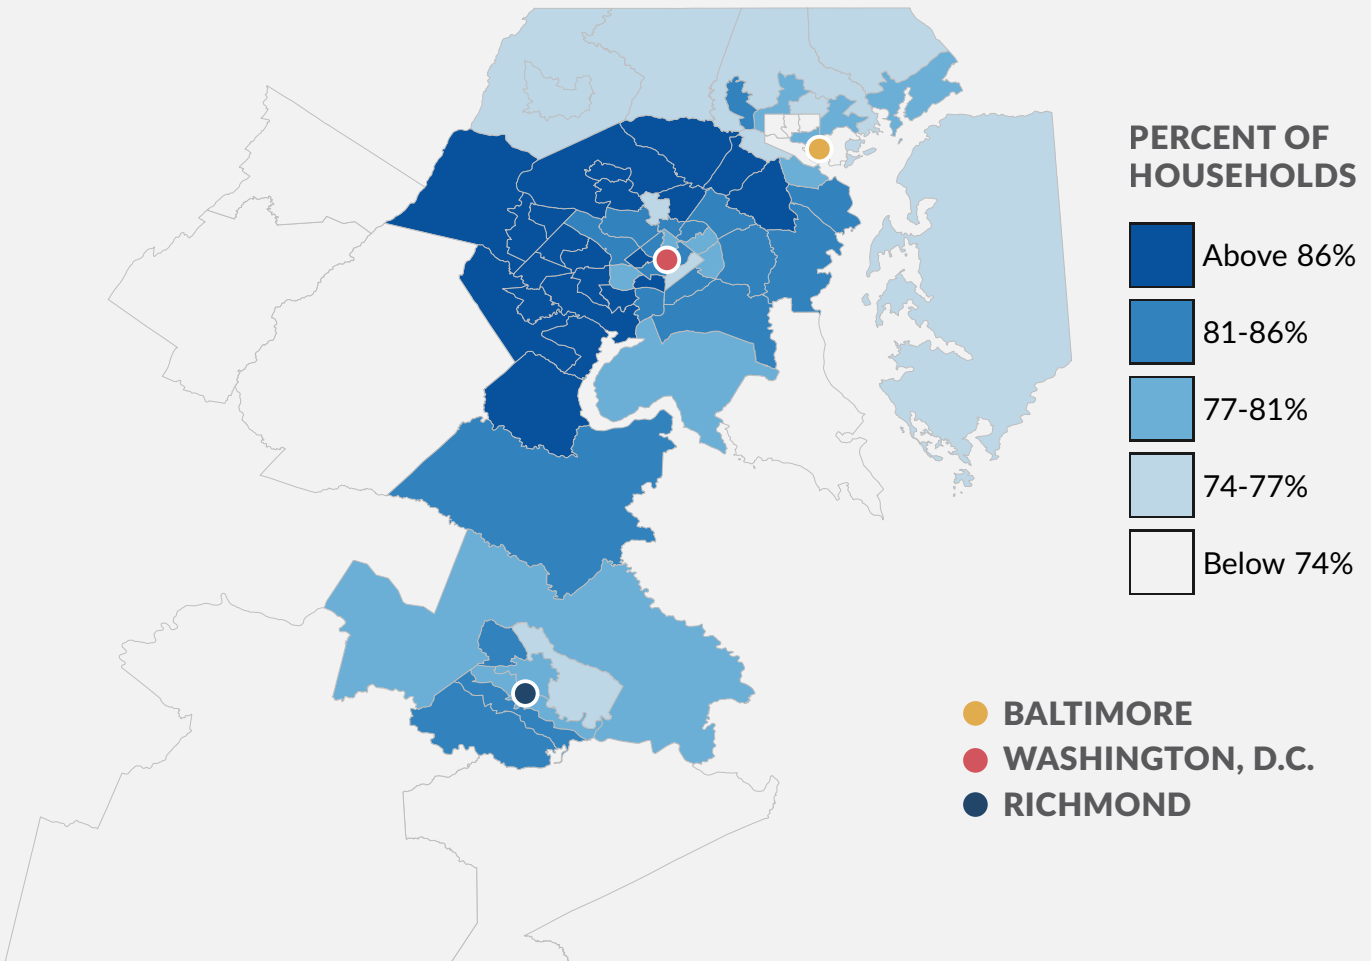 PERCENT OF
HOUSEHOLDS
Above 86%
81-86%
77-81%
74-77%
Below 74%
BALTIMORE
WASHINGTON, D.C.
RICHMOND